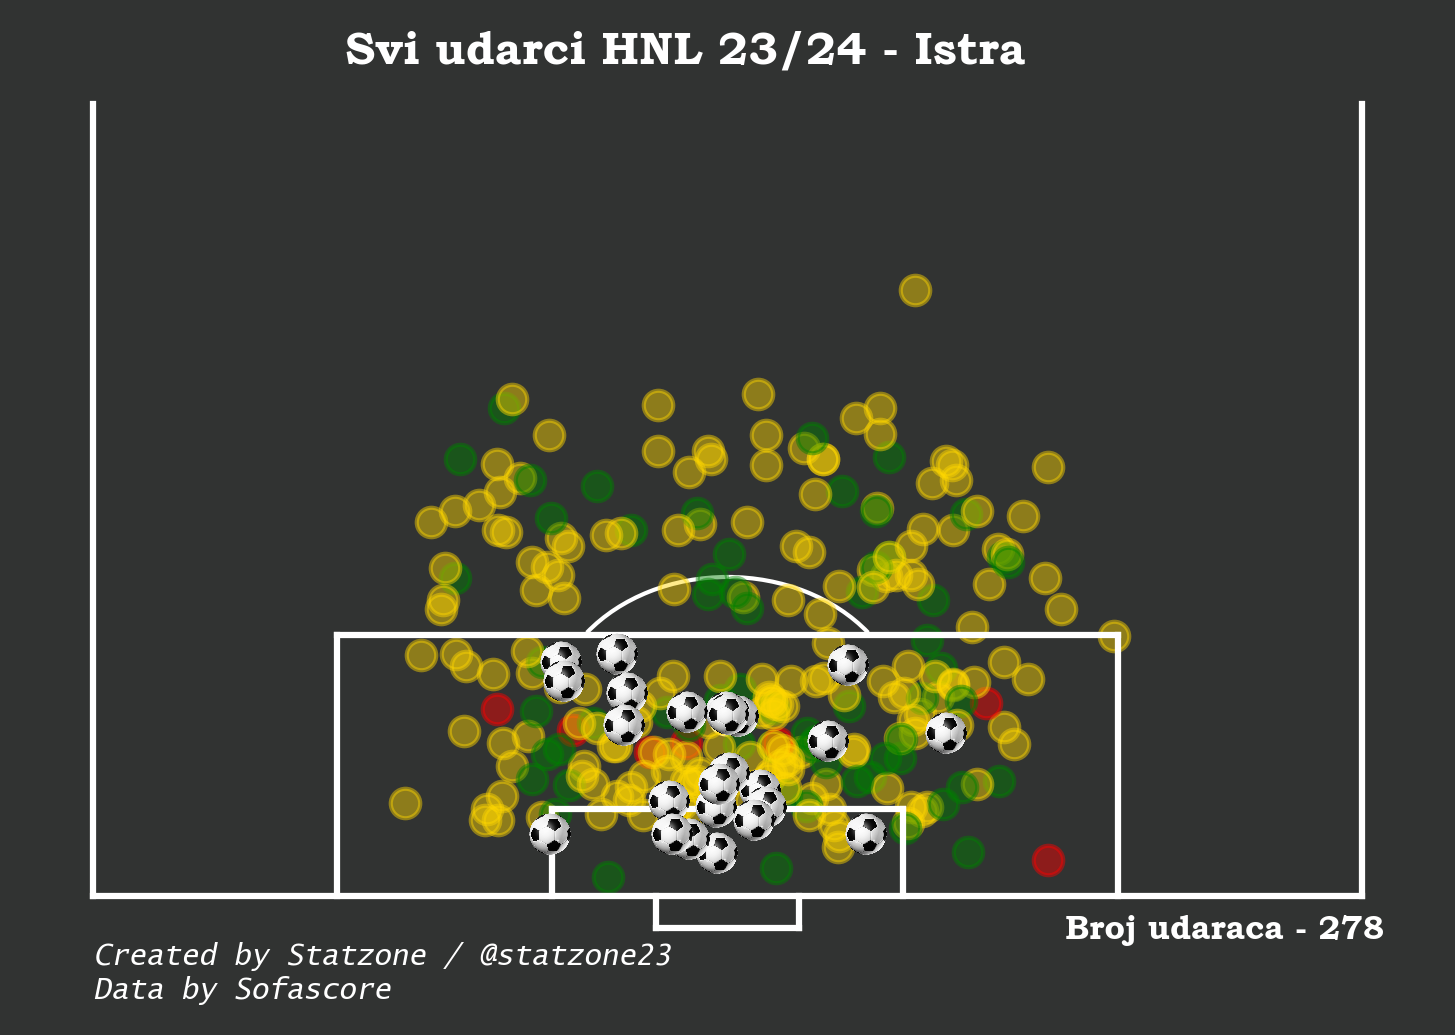 Svi udarci HNL 23/24 - Istra
Broj udaraca - 278
Created by Statzone / @statzone23
Data by Sofascore